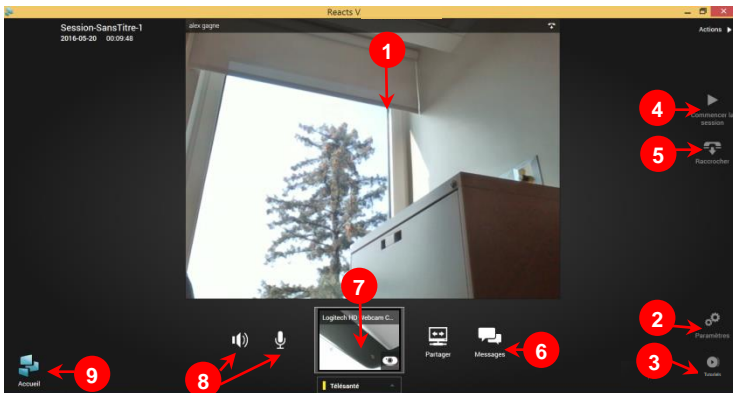 Reacts V
Session-SansTitre-1
2016-05-20 00:09:48
alex gagne
Actions
1
4
Commencer la
session
5
Raccrocher
7
Logitech HD Webcam C...
2
Paramètres
Partager
Messages
6
3
Tutoriels
8
9
Accueil
Télésanté